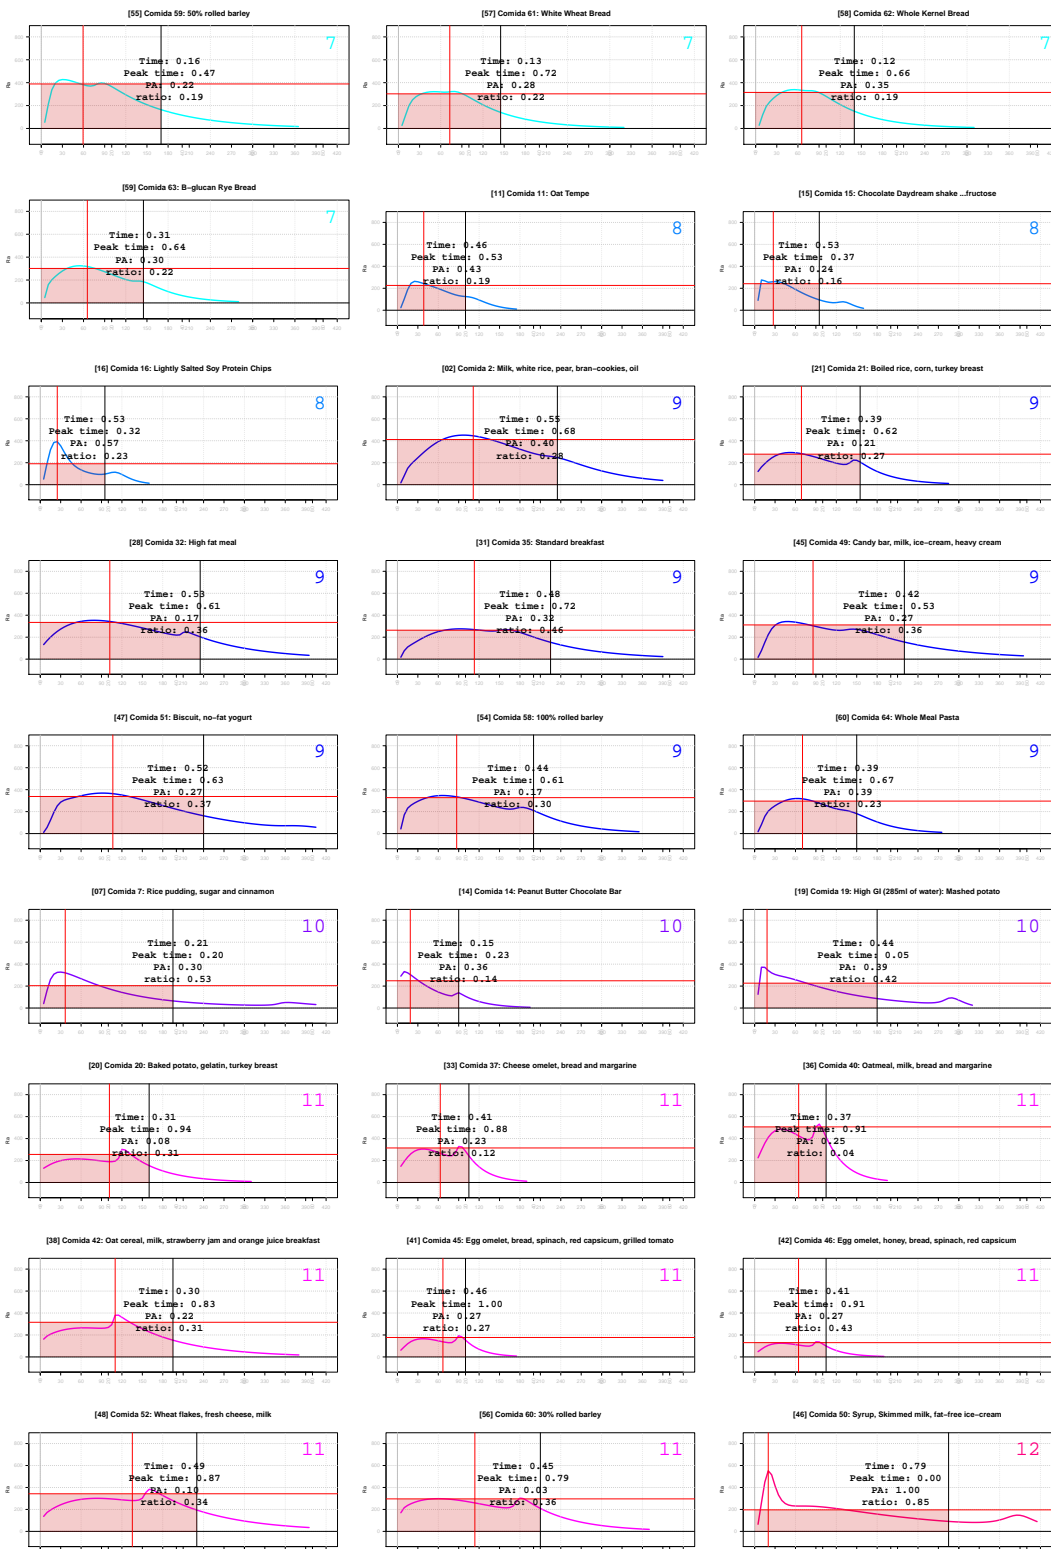 [55] Comida 59: 50% rolled barley
7
Time: 0.16
Peak time: 0.47
PA: 0.22
ratio: 0.19
[57] Comida 61: White Wheat Bread
7
Time: 0.13
Peak time: 0.72
PA: 0.28
ratio: 0.22
[58] Comida 62: Whole Kernel Bread
7
Time: 0.12
Peak time: 0.66
PA: 0.35
ratio: 0.19
[59] Comida 63: B-glucan Rye Bread
7
Time: 0.31
Peak time: 0.64
PA: 0.30
ratio: 0.22
[11] Comida 11: Oat Tempe
8
Time: 0.46
Peak time: 0.53
PA: 0.43
ratio: 0.19
[15] Comida 15: Chocolate Daydream shake ...fructose
8
Time: 0.53
Peak time: 0.37
PA: 0.24
ratio: 0.16
[16] Comida 16: Lightly Salted Soy Protein Chips
8
Time: 0.53
Peak time: 0.32
PA: 0.57
ratio: 0.23
[02] Comida 2: Milk, white rice, pear, bran-cookies, oil
9
Time: 0.55
Peak time: 0.68
PA: 0.40
ratio: 0.28
[21] Comida 21: Boiled rice, corn, turkey breast
9
Time: 0.39
Peak time: 0.62
PA: 0.21
ratio: 0.27
[28] Comida 32: High fat meal
9
Time: 0.53
Peak time: 0.61
PA: 0.17
ratio: 0.36
[31] Comida 35: Standard breakfast
9
Time: 0.48
Peak time: 0.72
PA: 0.32
ratio: 0.46
[45] Comida 49: Candy bar, milk, ice-cream, heavy cream
9
Time: 0.42
Peak time: 0.53
PA: 0.27
ratio: 0.36
[47] Comida 51: Biscuit, no-fat yogurt
9
Time: 0.52
Peak time: 0.63
PA: 0.27
ratio: 0.37
[54] Comida 58: 100% rolled barley
9
Time: 0.44
Peak time: 0.61
PA: 0.17
ratio: 0.30
[60] Comida 64: Whole Meal Pasta
9
Time: 0.39
Peak time: 0.67
PA: 0.39
ratio: 0.23
[07] Comida 7: Rice pudding, sugar and cinnamon
10
Time: 0.21
Peak time: 0.20
PA: 0.30
ratio: 0.53
[14] Comida 14: Peanut Butter Chocolate Bar
10
Time: 0.15
Peak time: 0.23
PA: 0.36
ratio: 0.14
[19] Comida 19: High GI (285ml of water): Mashed potato
10
Time: 0.44
Peak time: 0.05
PA: 0.39
ratio: 0.42
[20] Comida 20: Baked potato, gelatin, turkey breast
11
Time: 0.31
Peak time: 0.94
PA: 0.08
ratio: 0.31
[33] Comida 37: Cheese omelet, bread and margarine
11
Time: 0.41
Peak time: 0.88
PA: 0.23
ratio: 0.12
[36] Comida 40: Oatmeal, milk, bread and margarine
11
Time: 0.37
Peak time: 0.91
PA: 0.25
ratio: 0.04
[38] Comida 42: Oat cereal, milk, strawberry jam and orange juice breakfast
11
Time: 0.30
Peak time: 0.83
PA: 0.22
ratio: 0.31
[41] Comida 45: Egg omelet, bread, spinach, red capsicum, grilled tomato
11
Time: 0.46
Peak time: 1.00
PA: 0.27
ratio: 0.27
[42] Comida 46: Egg omelet, honey, bread, spinach, red capsicum
11
Time: 0.41
Peak time: 0.91
PA: 0.27
ratio: 0.43
[48] Comida 52: Wheat flakes, fresh cheese, milk
11
Time: 0.49
Peak time: 0.87
PA: 0.10
ratio: 0.34
[56] Comida 60: 30% rolled barley
11
Time: 0.45
Peak time: 0.79
PA: 0.03
ratio: 0.36
[46] Comida 50: Syrup, Skimmed milk, fat-free ice-cream
12
Time: 0.79
Peak time: 0.00
PA: 1.00
ratio: 0.85